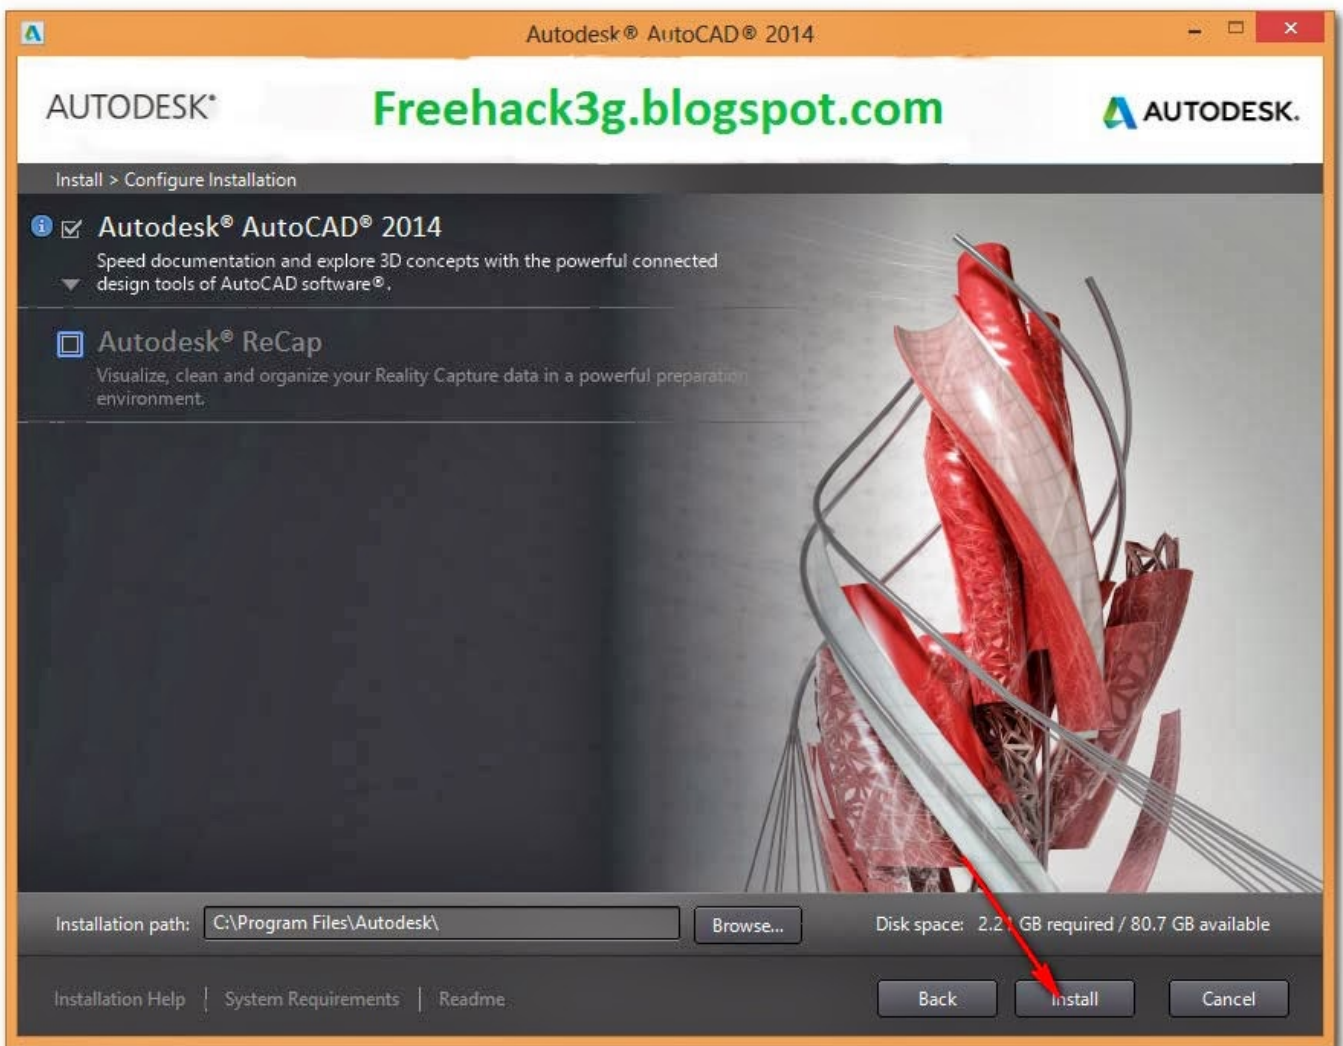 Autodesk® AutoCAD® 2014
AUTODESK®
Freehack3g.blogspot.com
AUTODESK.
Install > Configure Installation
Autodesk® AutoCAD® 2014
Speed documentation and explore 3D concepts with the powerful connected
design tools of AutoCAD software®.
Autodesk® ReCap
Visualize, clean and organize your Reality Capture data in a powerful preparation
environment.
Installation path: C:\Program Files\Autodesk\ Browse... Disk space: GB required / 80.7 GB available
Installation Help | System Requirements | Readme Back Install Cancel